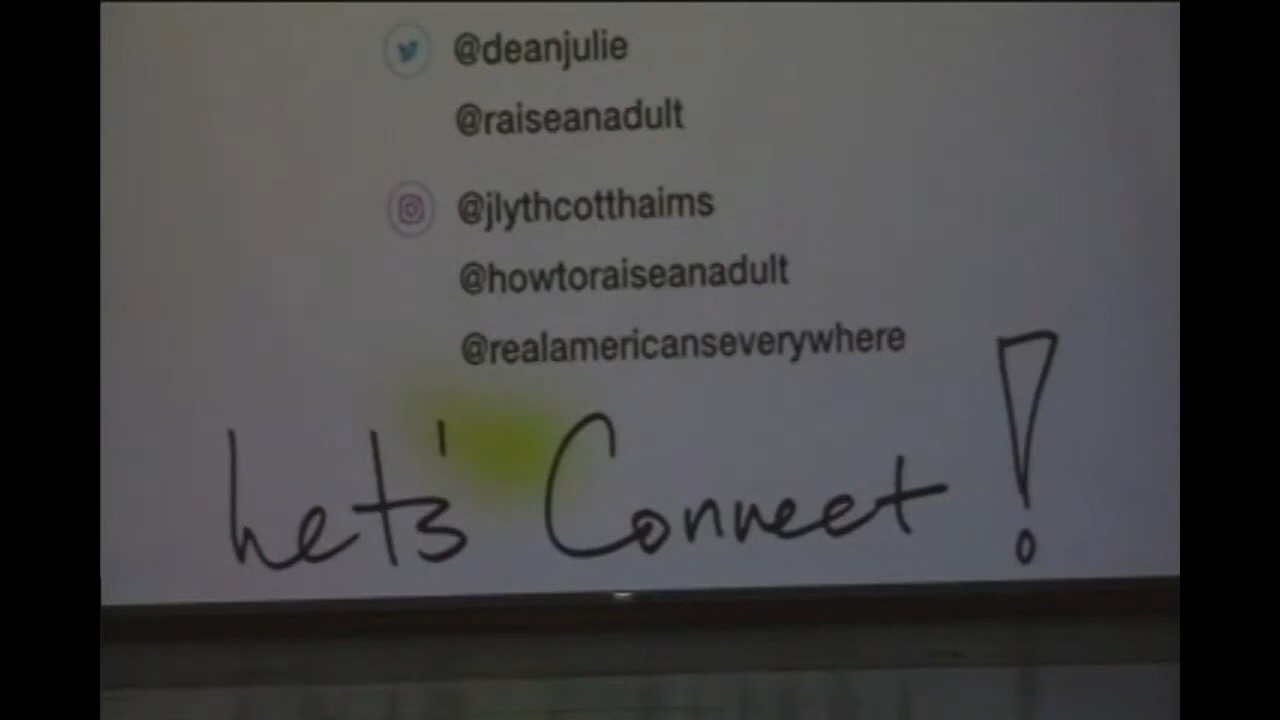 @deanjulie
@raiseanadult
@jlythcotthaims
@howtoraiseanadult
@realamericanseverywhere
Let's Connect!